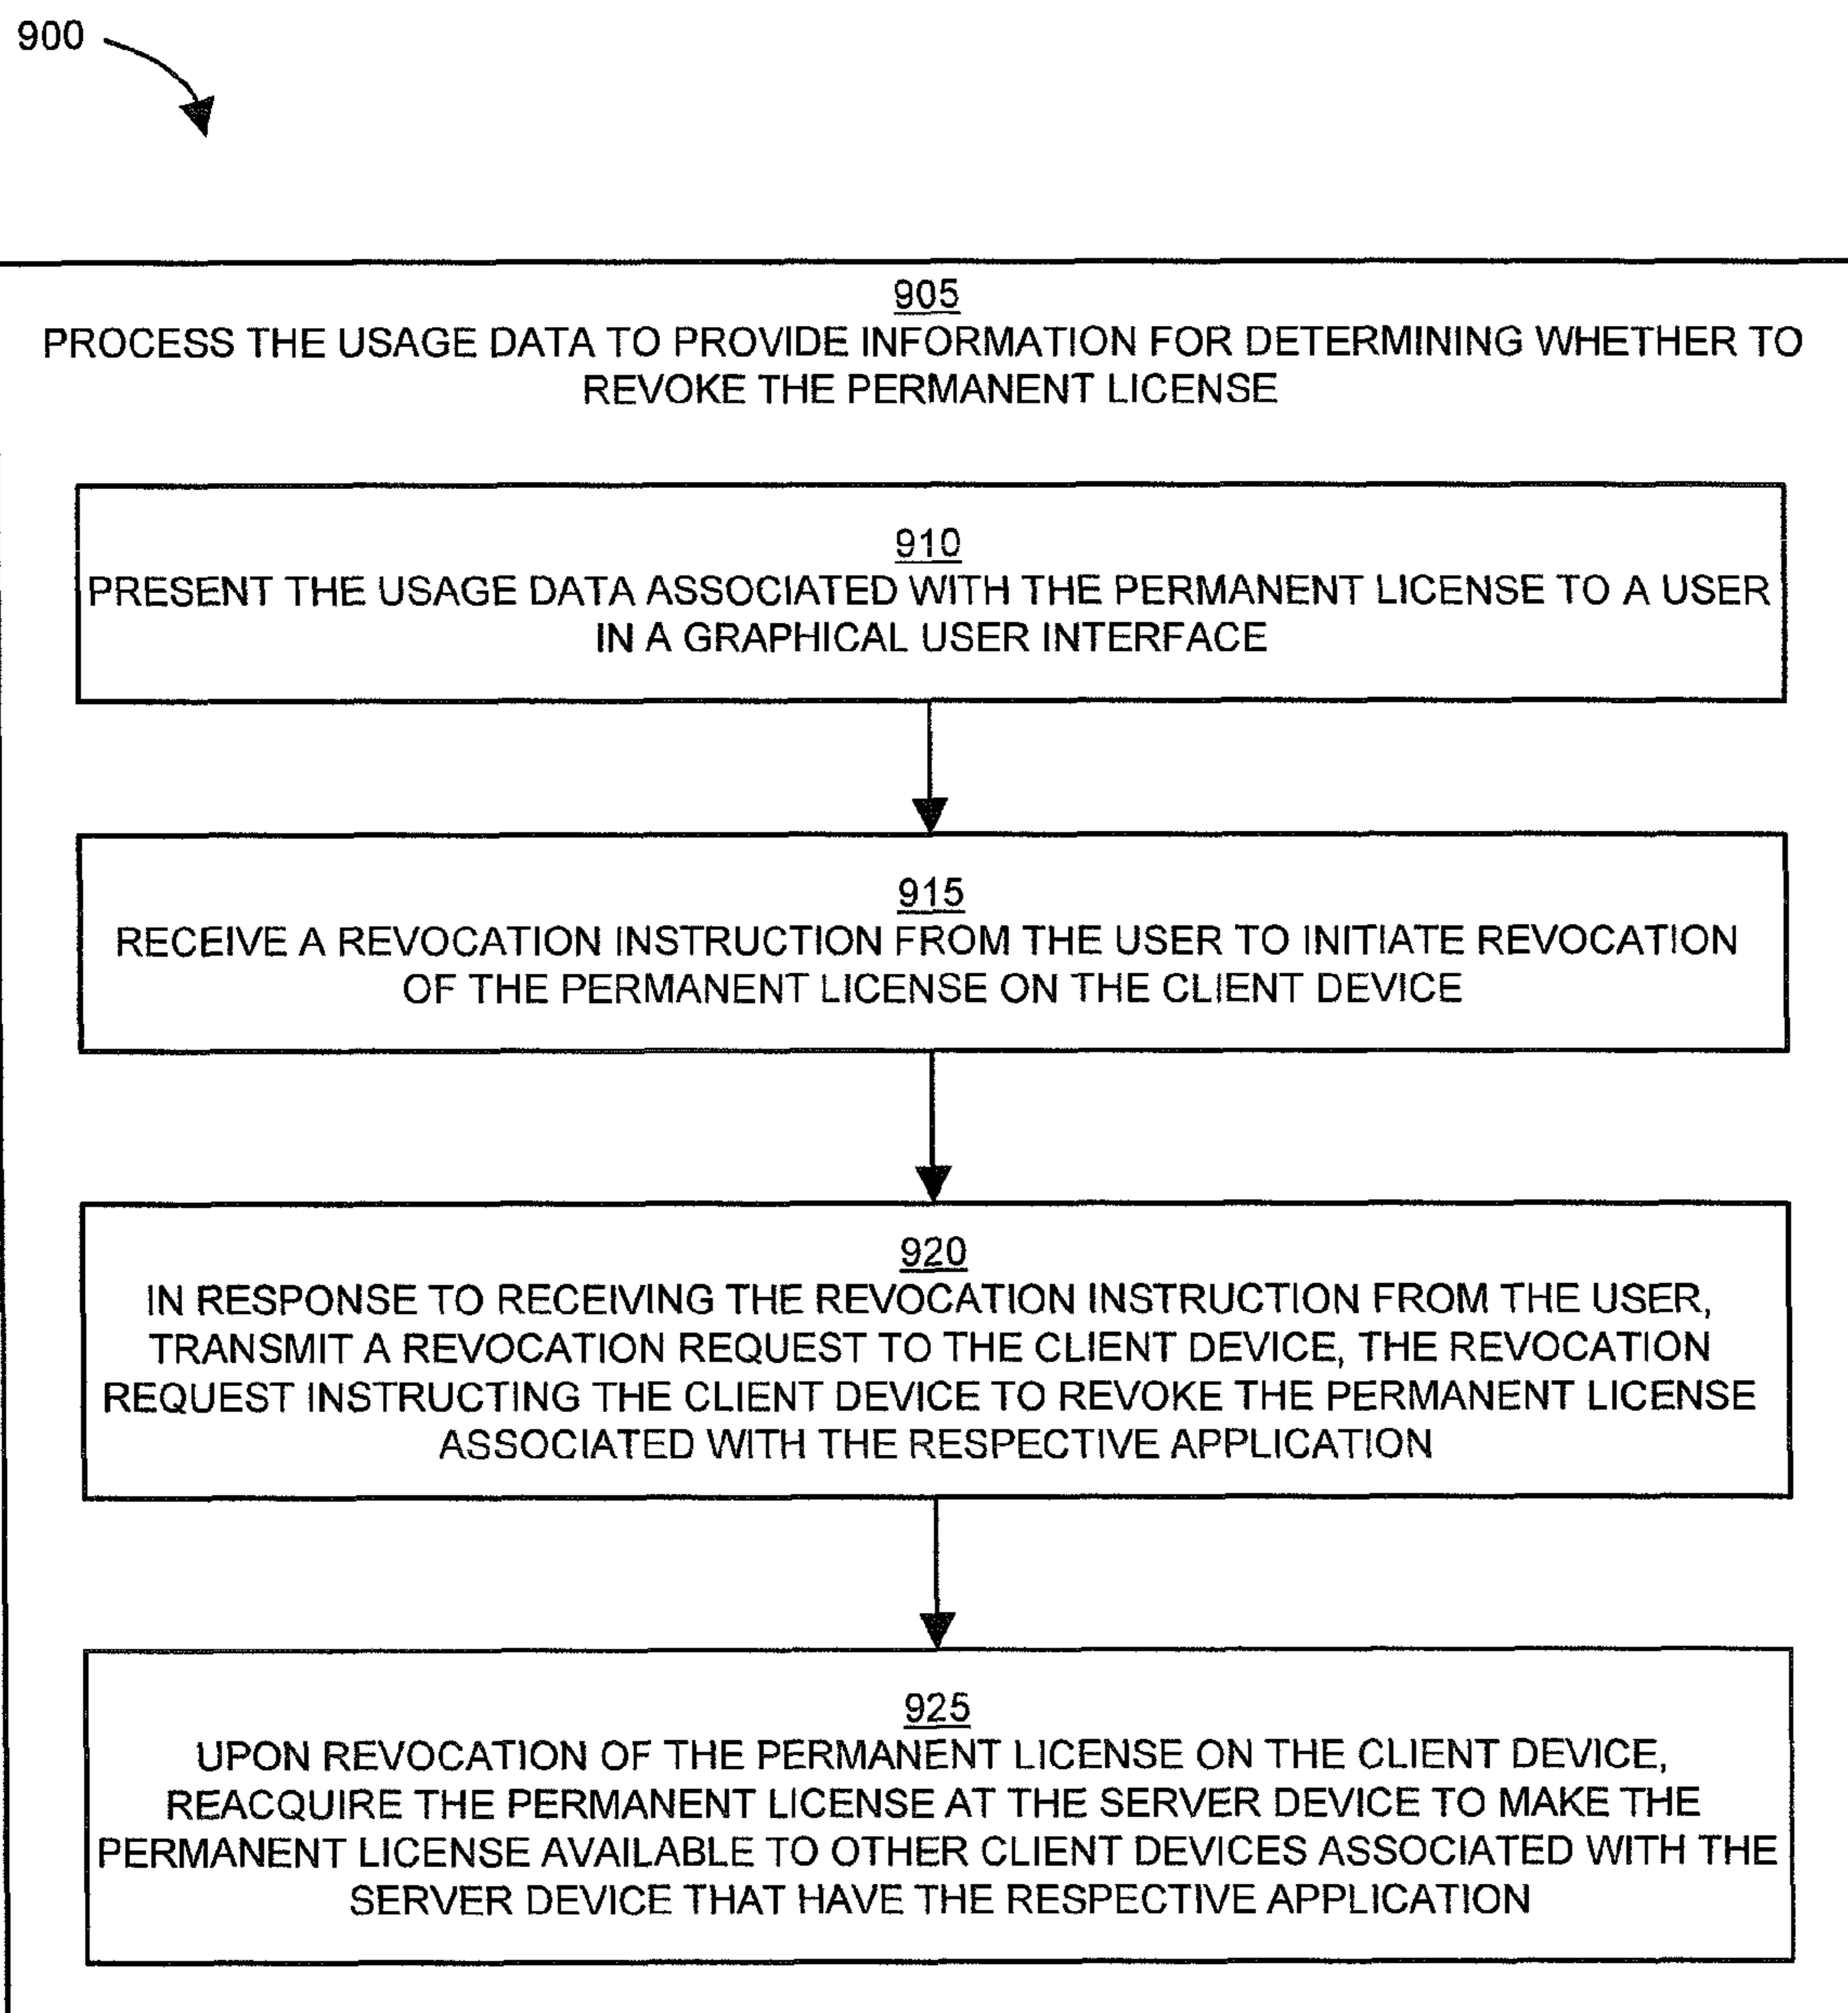 900
905
PROCESS THE USAGE DATA TO PROVIDE INFORMATION FOR DETERMINING WHETHER TO
REVOKE THE PERMANENT LICENSE
910
PRESENT THE USAGE DATA ASSOCIATED WITH THE PERMANENT LICENSE TO A USER
IN A GRAPHICAL USER INTERFACE
915
RECEIVE A REVOCATION INSTRUCTION FROM THE USER TO INITIATE REVOCATION
OF THE PERMANENT LICENSE ON THE CLIENT DEVICE
920
IN RESPONSE TO RECEIVING THE REVOCATION INSTRUCTION FROM THE USER,
TRANSMIT A REVOCATION REQUEST TO THE CLIENT DEVICE, THE REVOCATION
REQUEST INSTRUCTING THE CLIENT DEVICE TO REVOKE THE PERMANENT LICENSE
ASSOCIATED WITH THE RESPECTIVE APPLICATION
925
UPON REVOCATION OF THE PERMANENT LICENSE ON THE CLIENT DEVICE,
REACQUIRE THE PERMANENT LICENSE AT THE SERVER DEVICE TO MAKE THE
PERMANENT LICENSE AVAILABLE TO OTHER CLIENT DEVICES ASSOCIATED WITH THE
SERVER DEVICE THAT HAVE THE RESPECTIVE APPLICATION